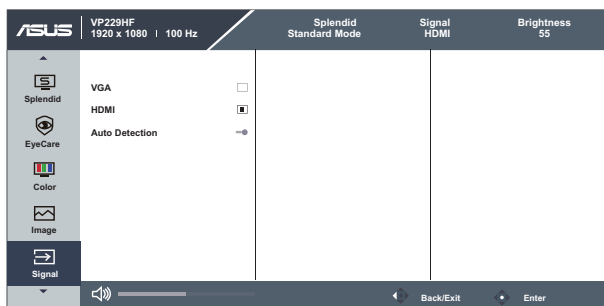 ASUS
VP229HF
1920 x 1080 | 100 Hz
Splendid
Standard Mode
Signal
HDMI
Brightness
55
Splendid
EyeCare
Color
Image
Signal
VGA
HDMI
Auto Detection
Back/Exit
Enter